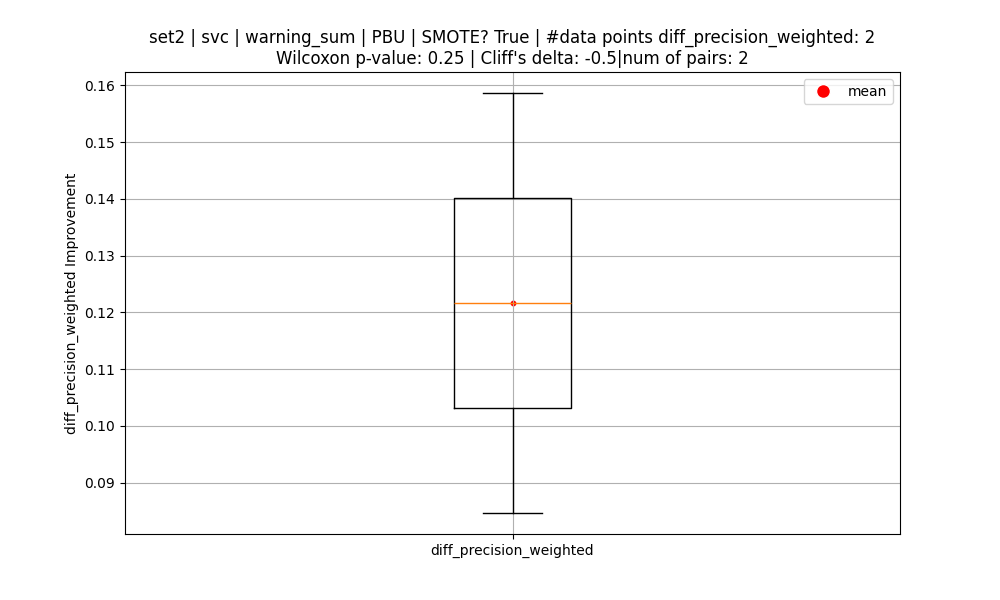 set2 | svc | warning_sum | PBU | SMOTE? True | #data points diff_precision_weighted: 2
Wilcoxon p-value: 0.25 | Cliff's delta: -0.5|num of pairs: 2
mean
0.16
0.15
0.14
0.13
0.12
0.11
0.10
0.09
diff_precision_weighted Improvement
diff_precision_weighted